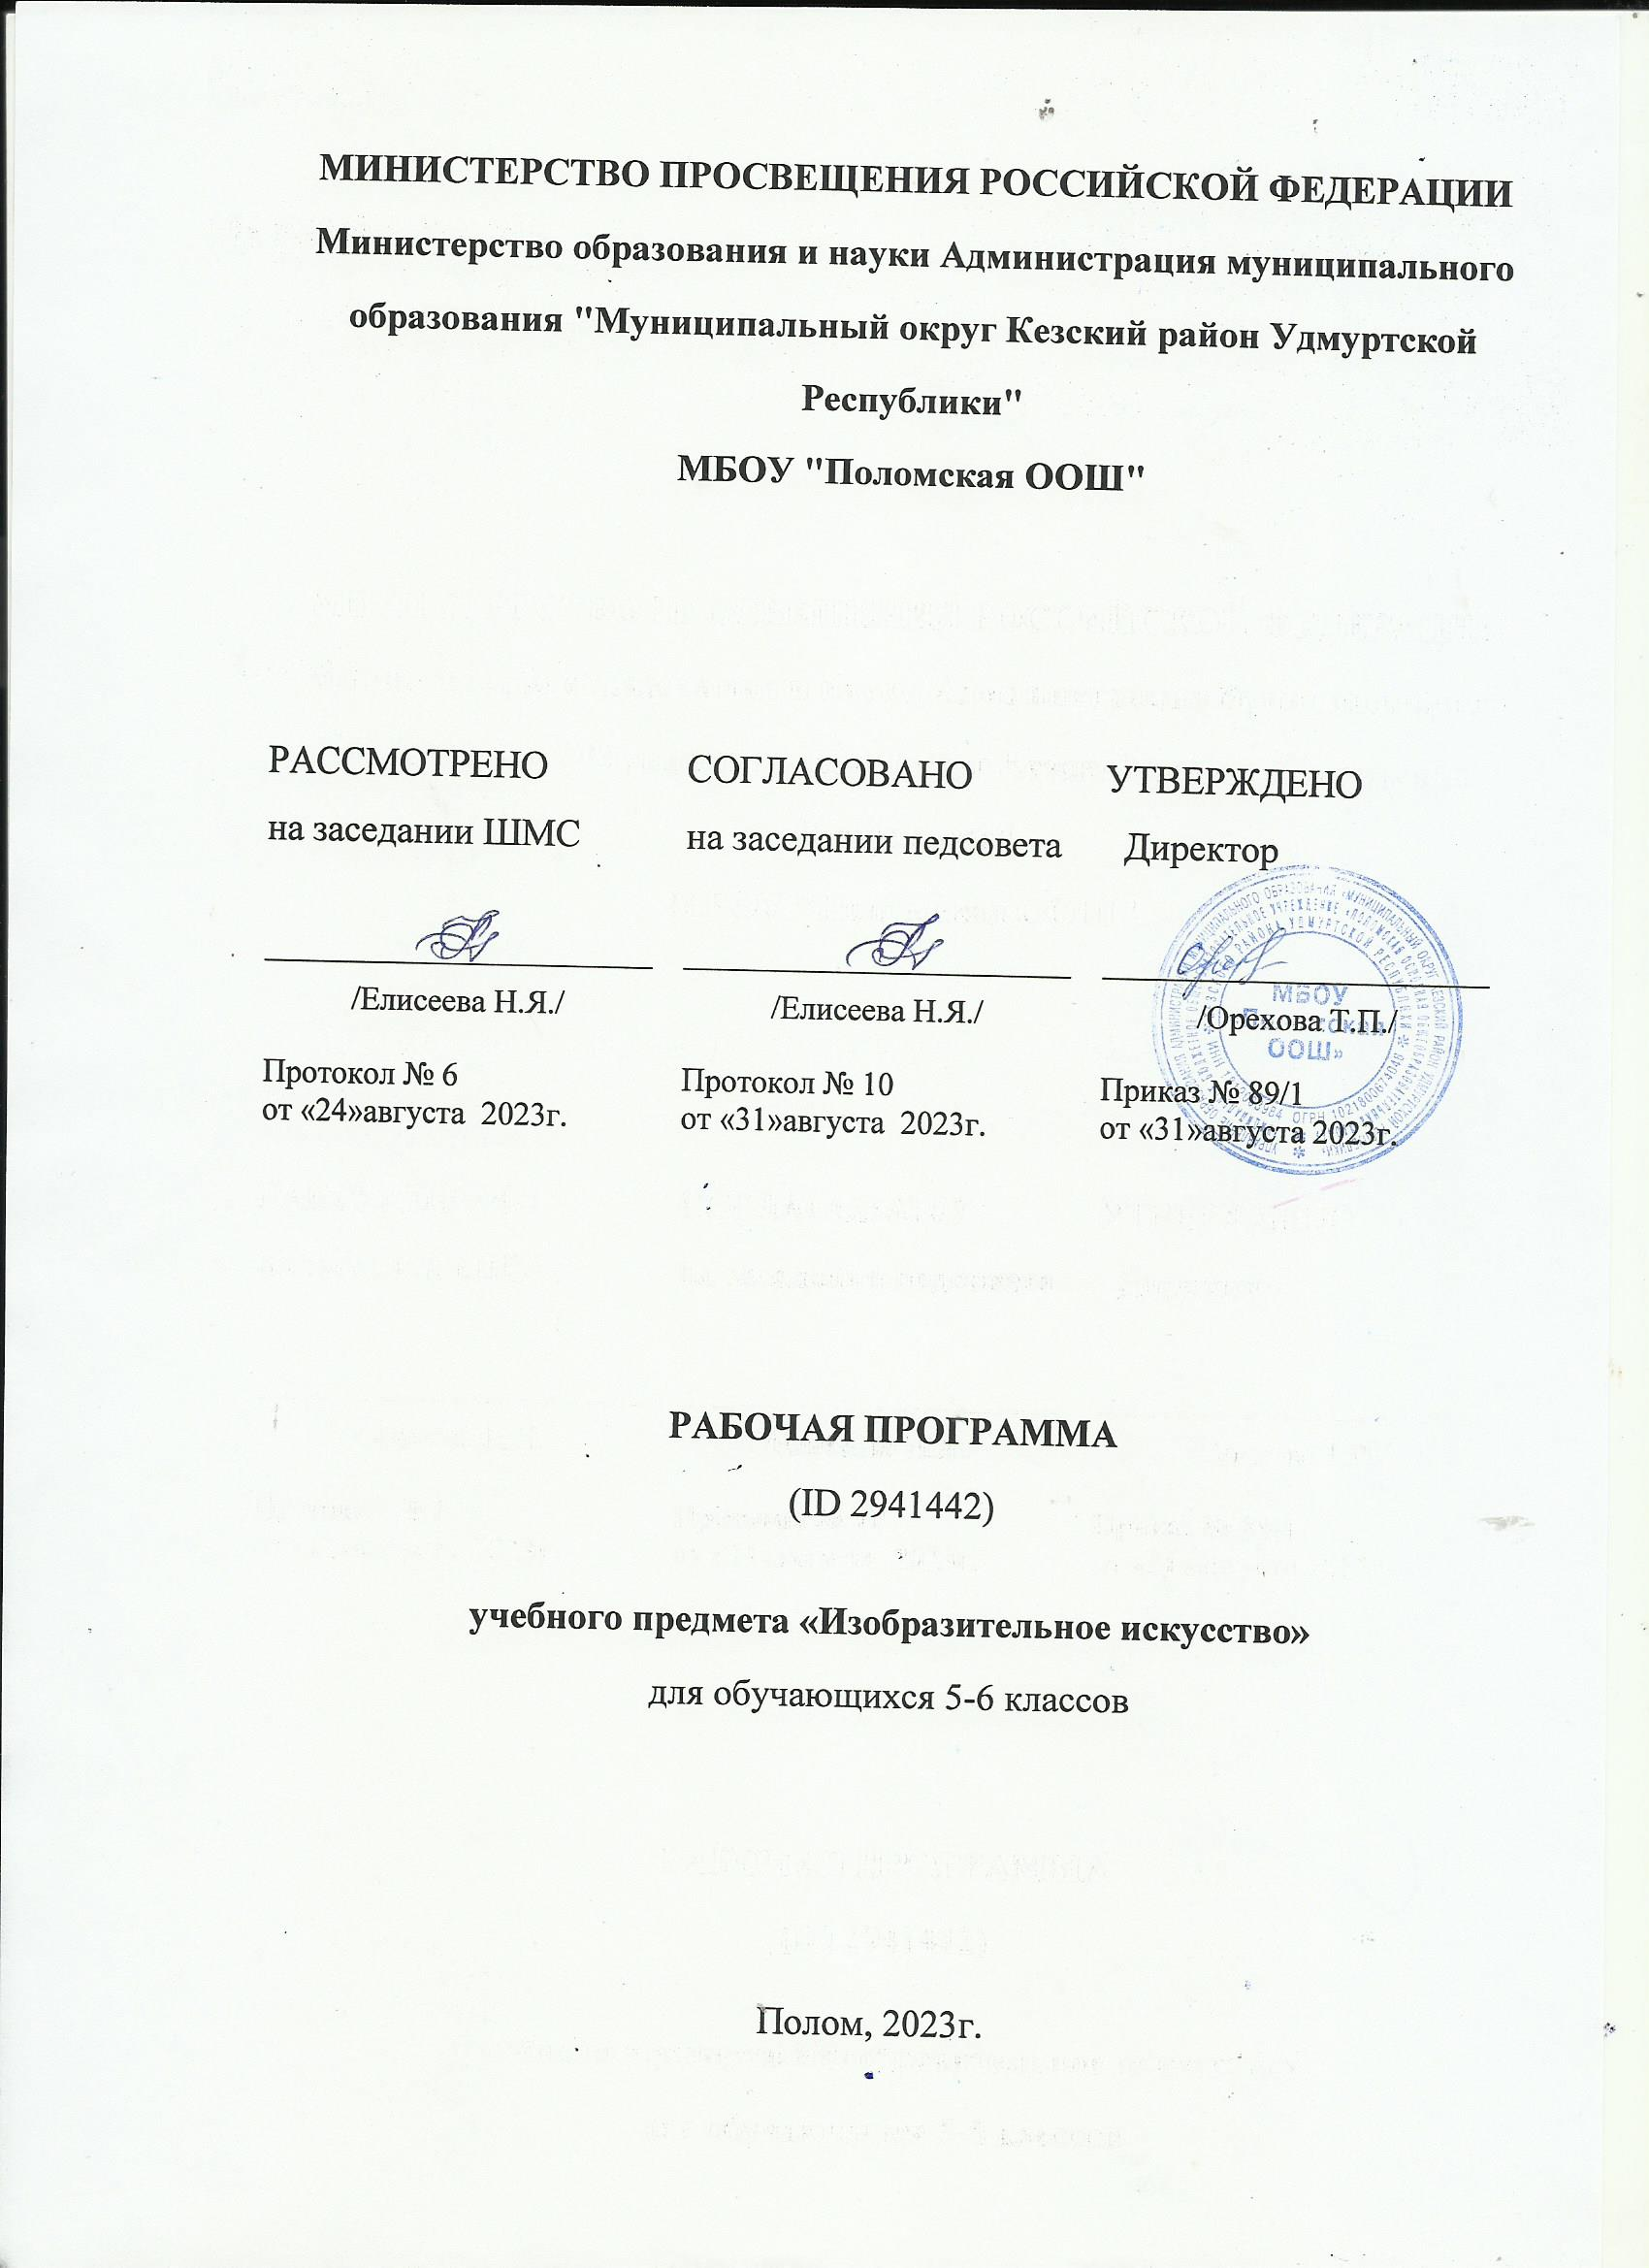 МИНИСТЕРСТВО ПРОСВЕЩЕНИЯ РОССИЙСКОЙ ФЕДЕРАЦИИ
Министерство образования и науки Администрация муниципального
образования "Муниципальный округ Кезский район Удмуртской
Республики"
МБОУ "Поломская ООШ"
РАССМОТРЕНО
на заседании ШМС
/Елисеева Н.Я./
Протокол № 6
от «24»августа 2023г.
СОГЛАСОВАНО
на заседании педсовета
/Елисеева Н.Я./
Протокол № 10
от «31»августа 2023г.
УТВЕРЖДЕНО
Директор
/Орехова Т.П./
Приказ № 89/1
от «31»августа 2023г.
МБОУ
ООШ»
РАБОЧАЯ ПРОГРАММА
(ID 2941442)
учебного предмета «Изобразительное искусство»
для обучающихся 5-6 классов
Полом, 2023г.